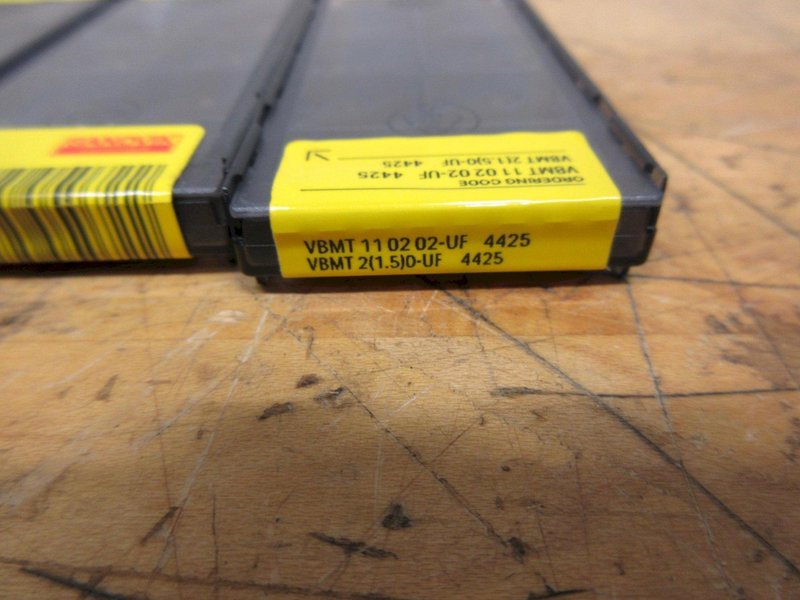 VBMT 11 02 02-UF 4425
VBMT 2(1.5)0-UF 4425
ORDERING CODE
VBMT 11 02 02-UF 4425
VBMT 2(1.5)0-UF 4425